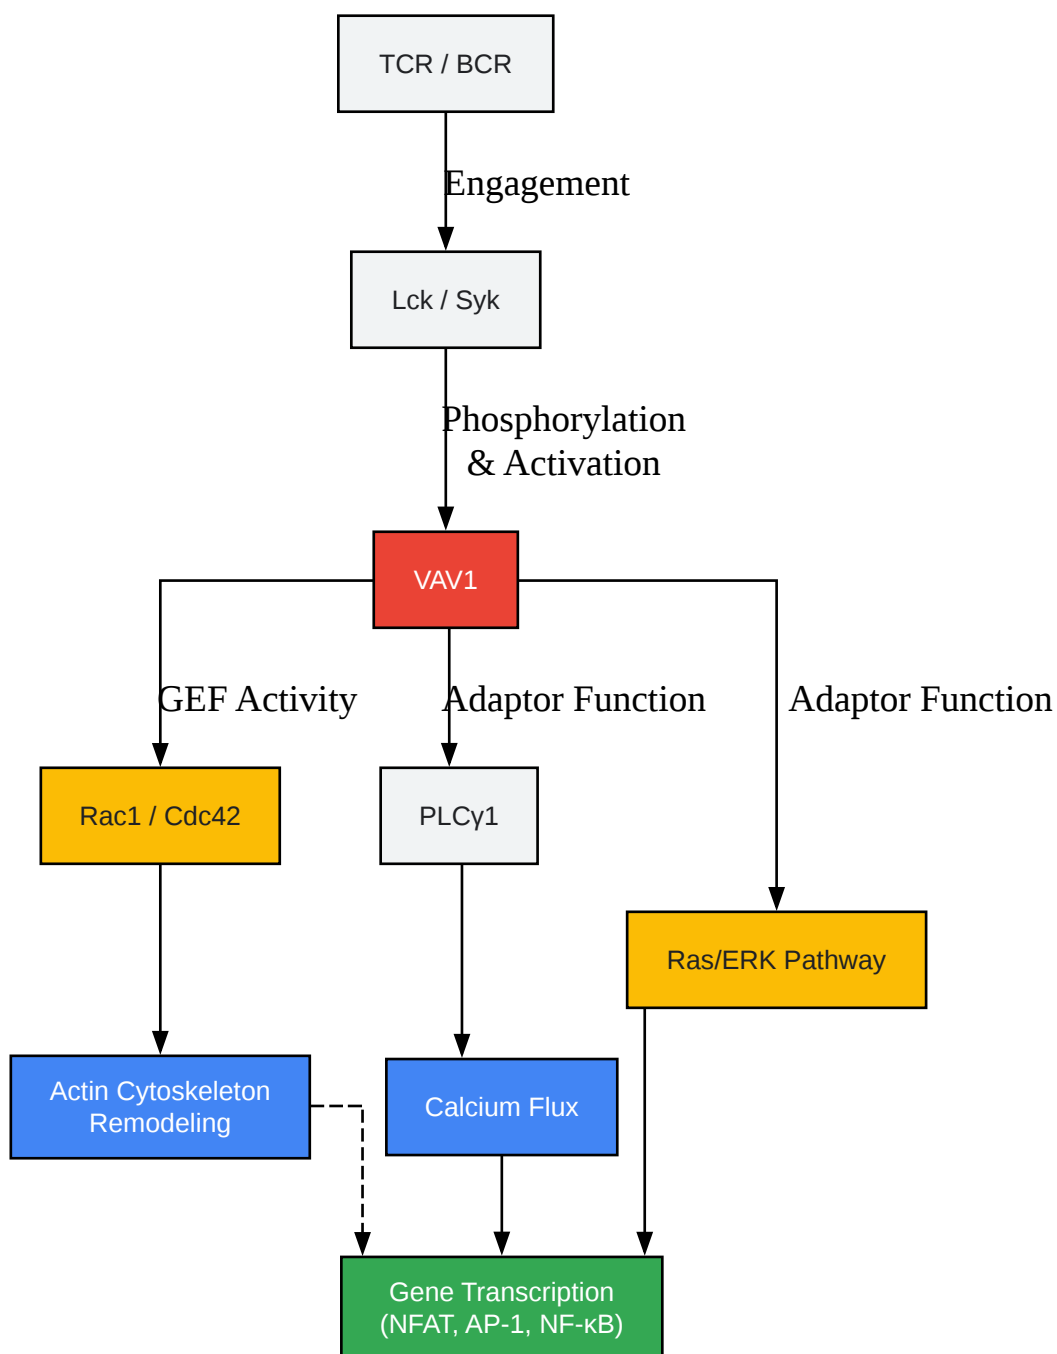 TCR / BCR
Engagement
Lck / Syk
Phosphorylation
& Activation
VAV1
GEF Activity
Adaptor Function
Adaptor Function
Rac1 / Cdc42
PLCγ1
Ras/ERK Pathway
Actin Cytoskeleton
Remodeling
Calcium Flux
Gene Transcription
(NFAT, AP-1, NF-κB)